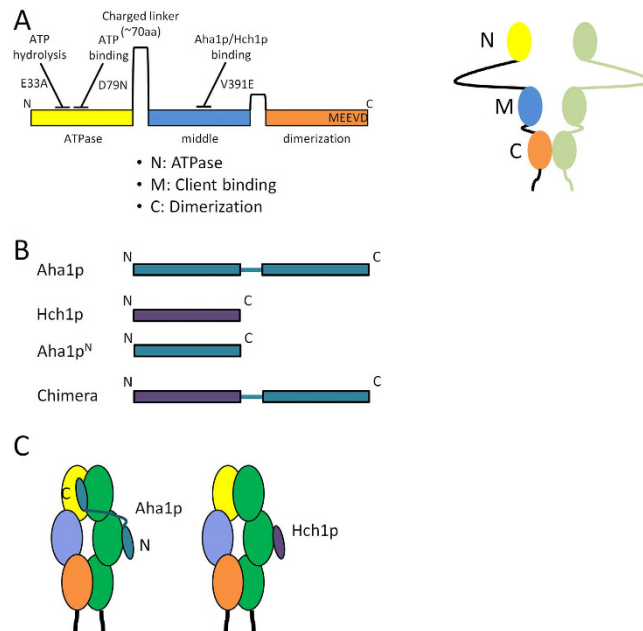 A
ATP
hydrolysis
ATP
binding
Charged linker
(~70aa)
Aha1p/Hch1p
binding
E33A
D79N
V391E
N
C
MEEVD
ATPase
middle
dimerization
• N: ATPase
• M: Client binding
• C: Dimerization
N
M
C
B
N
C
Aha1p
N
C
Hch1p
N
C
Aha1pᴺ
N
C
Chimera
C
C
Aha1p
N
Hch1p